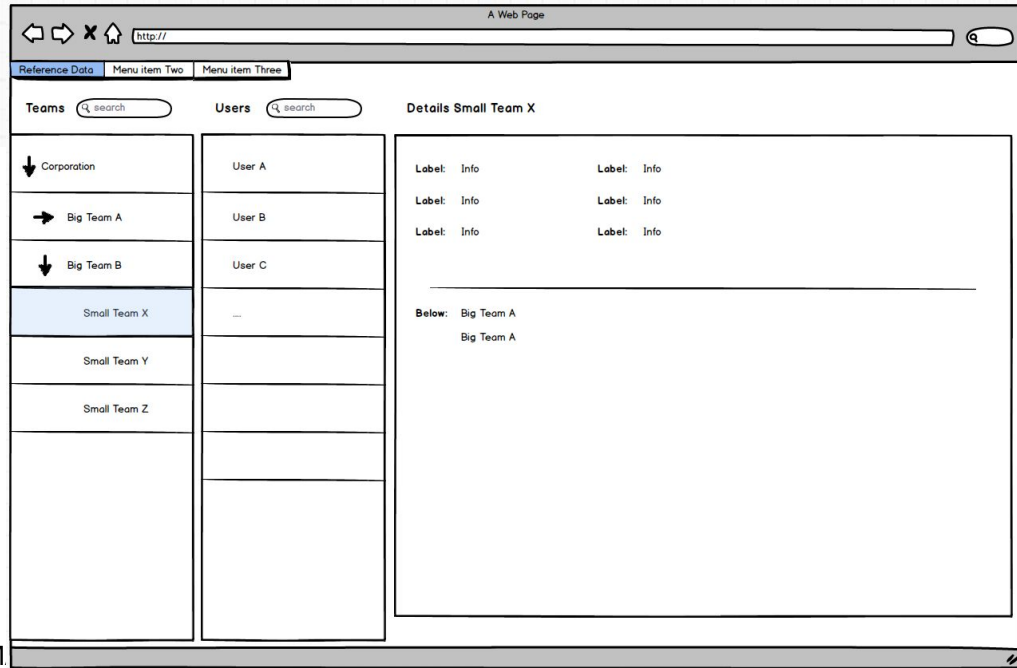 A Web Page
http://
Reference Data Menu item Two Menu item Three
Teams search Users search Details Small Team X
Corporation
Big Team A
Big Team B
Small Team X
Small Team Y
Small Team Z
User A
User B
User C
....
Label: Info Label: Info
Label: Info Label: Info
Label: Info Label: Info
Below: Big Team A
Big Team A